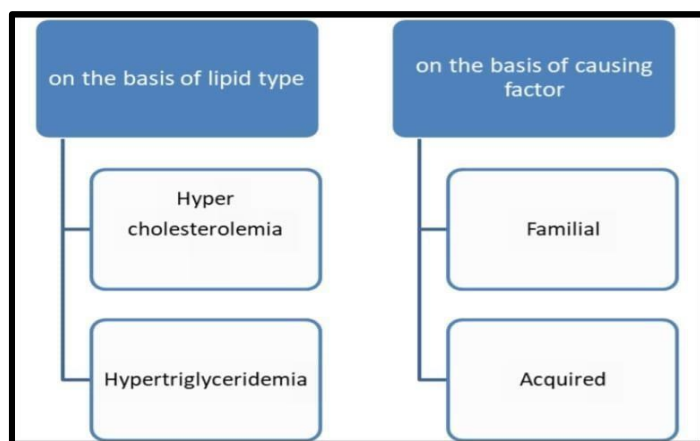 on the basis of lipid type
Hyper
cholesterolemia
Hypertriglyceridemia
on the basis of causing
factor
Familial
Acquired